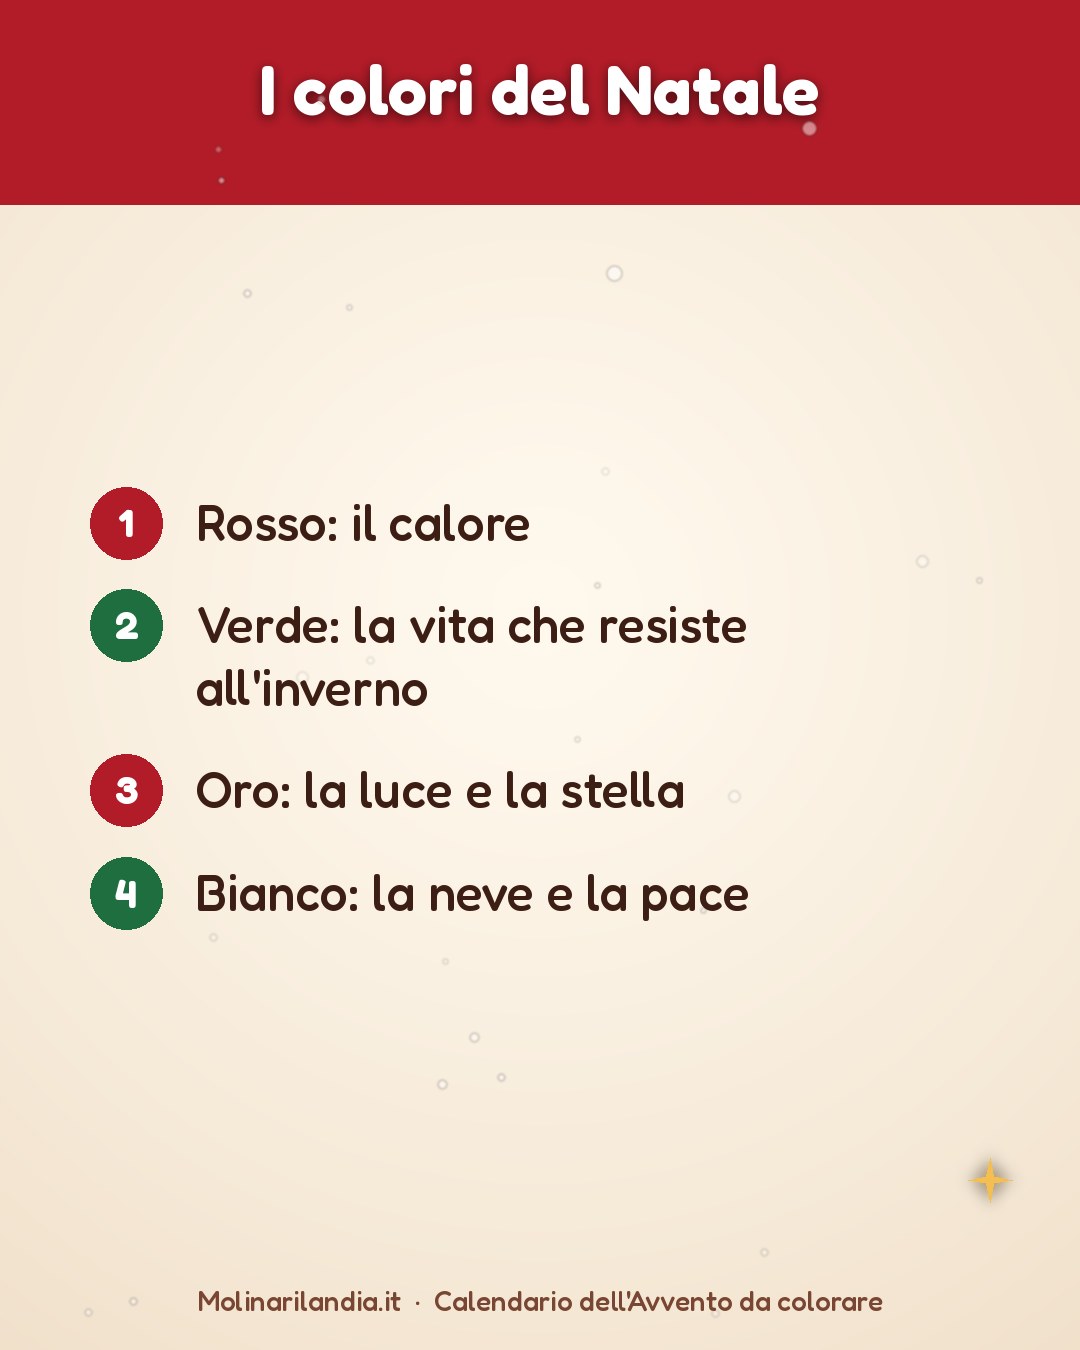 I colori del Natale
1 Rosso: il calore
2 Verde: la vita che resiste
all'inverno
3 Oro: la luce e la stella
4 Bianco: la neve e la pace
Molinarilandia.it · Calendario dell'Avvento da colorare